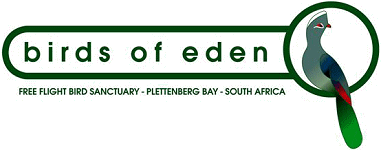 birds of eden
FREE FLIGHT BIRD SANCTUARY - PLETTENBERG BAY - SOUTH AFRICA